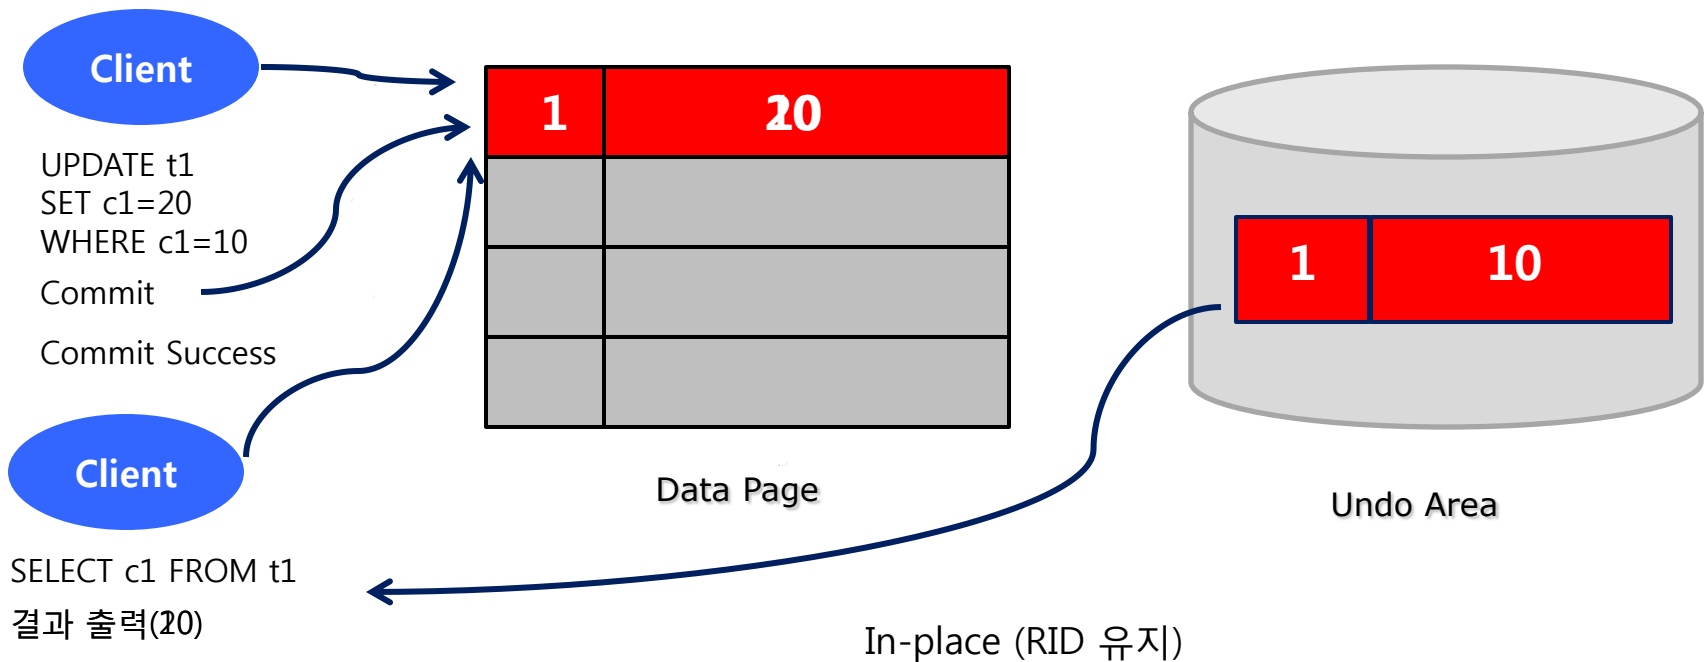 Client
UPDATE t1
SET c1=20
WHERE c1=10
Commit
Commit Success
Client
SELECT c1 FROM t1
결과 출력(20)
1 20
Data Page
1 10
Undo Area
In-place (RID 유지)